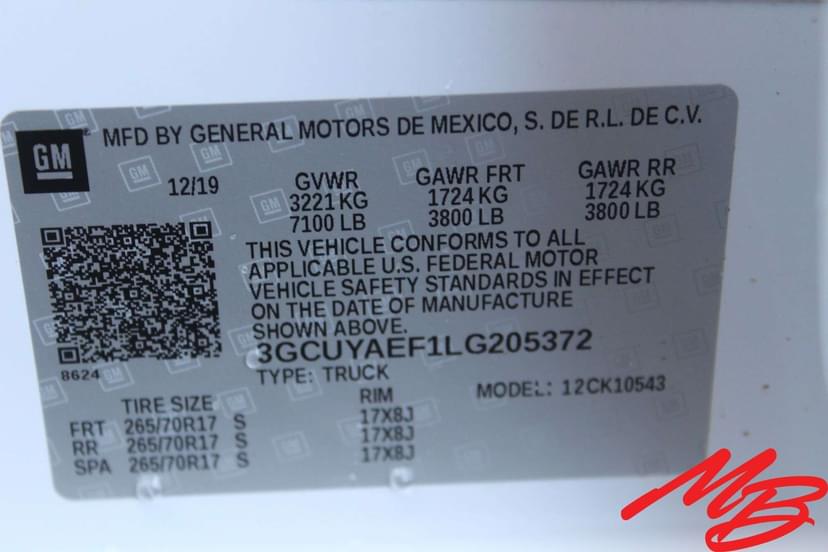 GM
MFD BY GENERAL MOTORS DE MEXICO, S. DE R.L. DE C.V.
12/19 GVWR GAWR FRT GAWR RR
3221 KG 1724 KG 1724 KG
7100 LB 3800 LB 3800 LB
THIS VEHICLE CONFORMS TO ALL
APPLICABLE U.S. FEDERAL MOTOR
VEHICLE SAFETY STANDARDS IN EFFECT
ON THE DATE OF MANUFACTURE
SHOWN ABOVE.
3GCUYAEF1LG205372
8624
TYPE: TRUCK MODEL: 12CK10543
TIRE SIZE RIM
FRT 265/70R17 S 17X8J
RR 265/70R17 S 17X8J
SPA 265/70R17 S 17X8J
MB